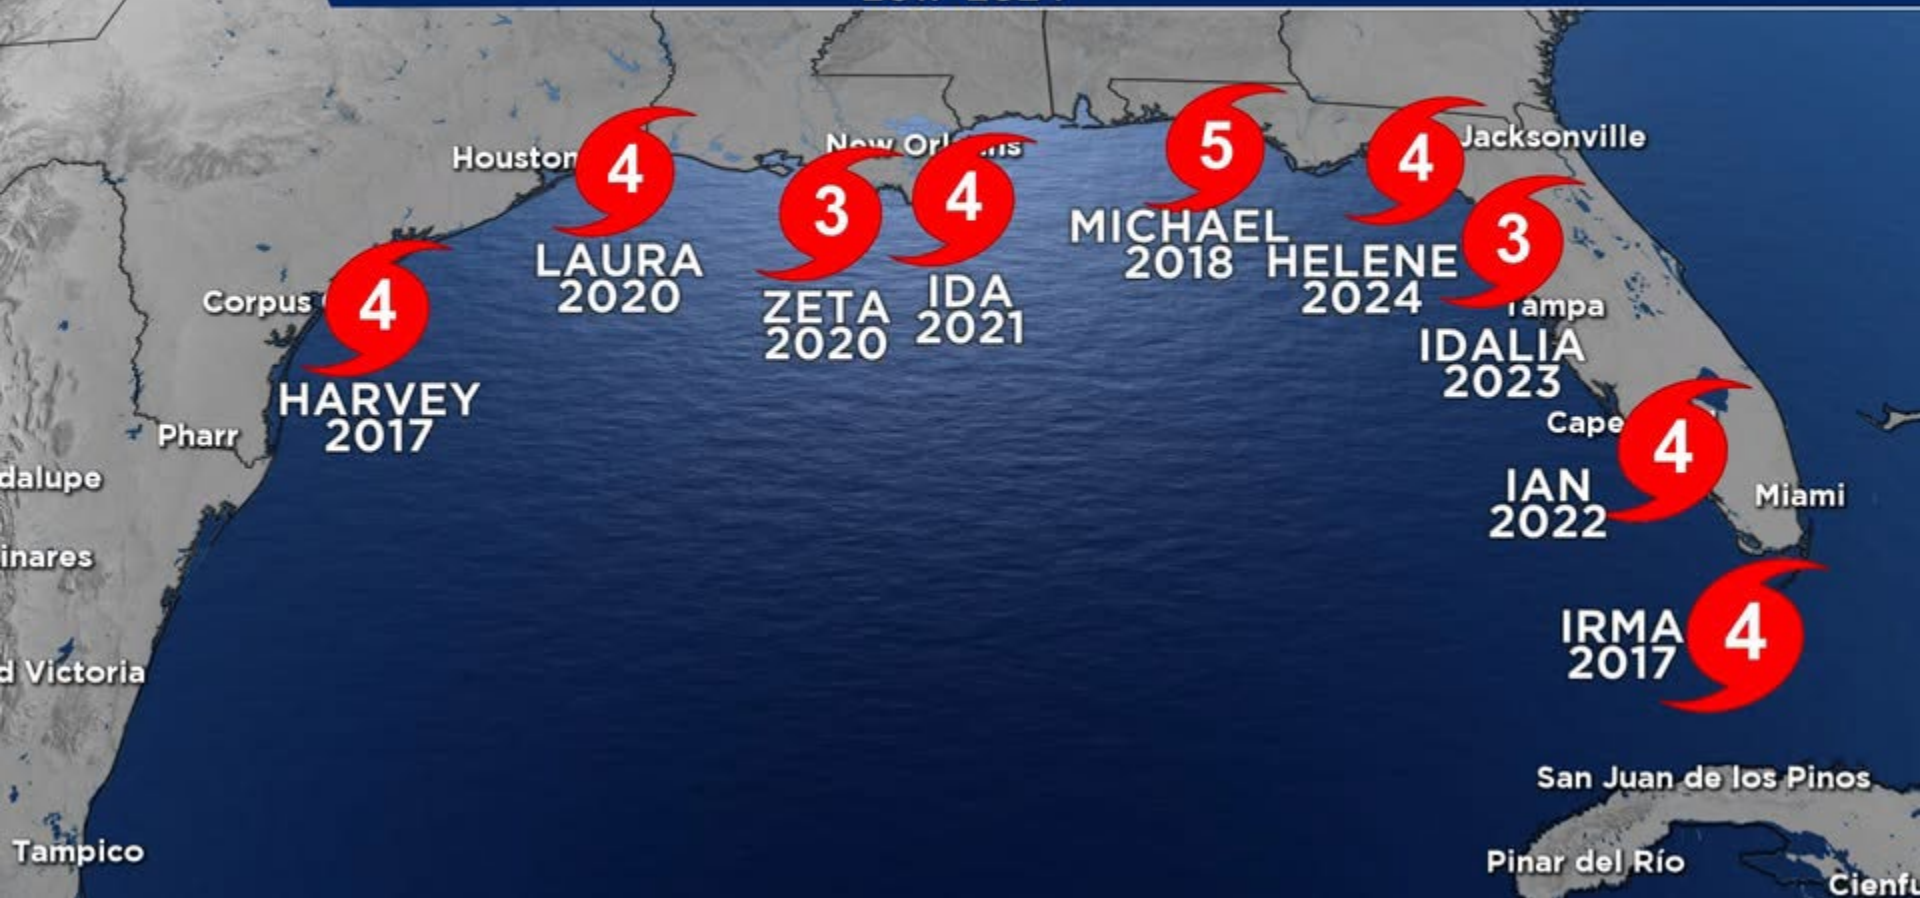 Jacksonville
5
4
4
Houston
4
3
4
3
MICHAEL
2018
HELENE
2024
LAURA
2020
ZETA
2020
IDA
2021
Tampa
IDALIA
2023
Corpus
4
HARVEY
2017
Pharr
Cape
4
IAN
2022
Miami
dalupe
inares
IRMA
2017
4
d Victoria
San Juan de los Pinos
Tampico
Pinar del Río
Cienfu